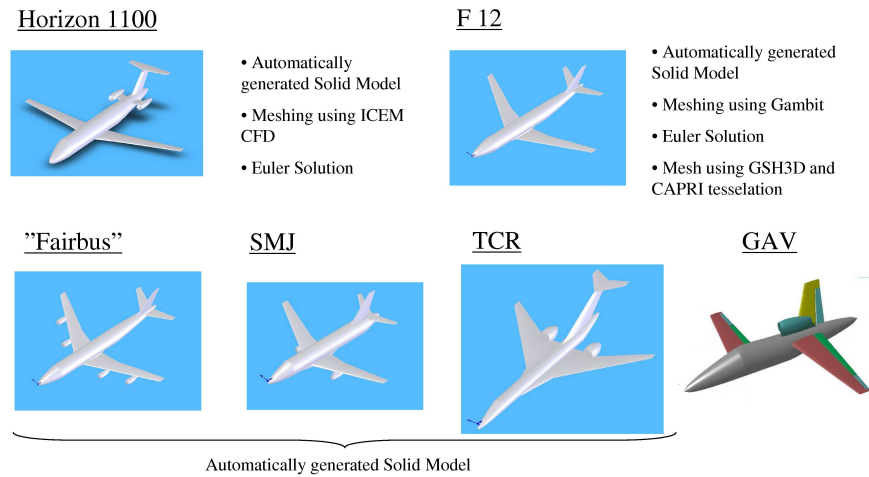 Horizon 1100
• Automatically
generated Solid Model
• Meshing using ICEM
CFD
• Euler Solution
F 12
• Automatically generated
Solid Model
• Meshing using Gambit
• Euler Solution
• Mesh using GSH3D and
CAPRI tesselation
”Fairbus”
SMJ
TCR
GAV
Automatically generated Solid Model